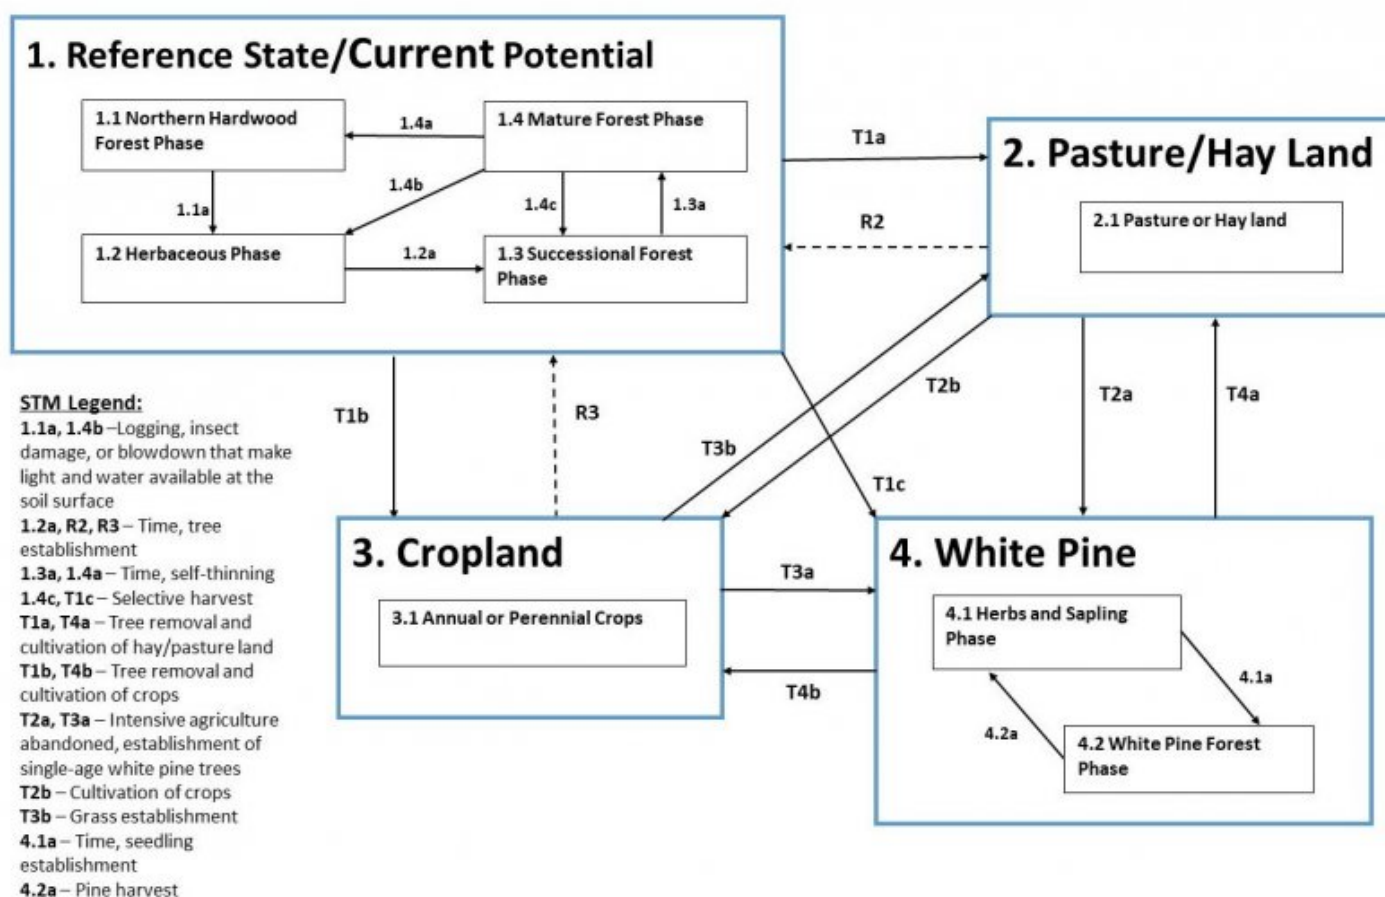 1. Reference State/Current Potential
1.1 Northern Hardwood
Forest Phase
1.4a
1.4 Mature Forest Phase
1.1a
1.4b
1.4c
1.3a
1.2 Herbaceous Phase
1.2a
1.3 Successional Forest
Phase
T1a
R2
2. Pasture/Hay Land
2.1 Pasture or Hay land
T1b
R3
T3b
T2b
T1c
T2a
T4a
STM Legend:
1.1a, 1.4b –Logging, insect
damage, or blowdown that make
light and water available at the
soil surface
1.2a, R2, R3 – Time, tree
establishment
1.3a, 1.4a – Time, self-thinning
1.4c, T1c – Selective harvest
T1a, T4a – Tree removal and
cultivation of hay/pasture land
T1b, T4b – Tree removal and
cultivation of crops
T2a, T3a – Intensive agriculture
abandoned, establishment of
single-age white pine trees
T2b – Cultivation of crops
T3b – Grass establishment
4.1a – Time, seedling
establishment
4.2a – Pine harvest
3. Cropland
3.1 Annual or Perennial Crops
T3a
T4b
4. White Pine
4.1 Herbs and Sapling
Phase
4.1a
4.2a
4.2 White Pine Forest
Phase